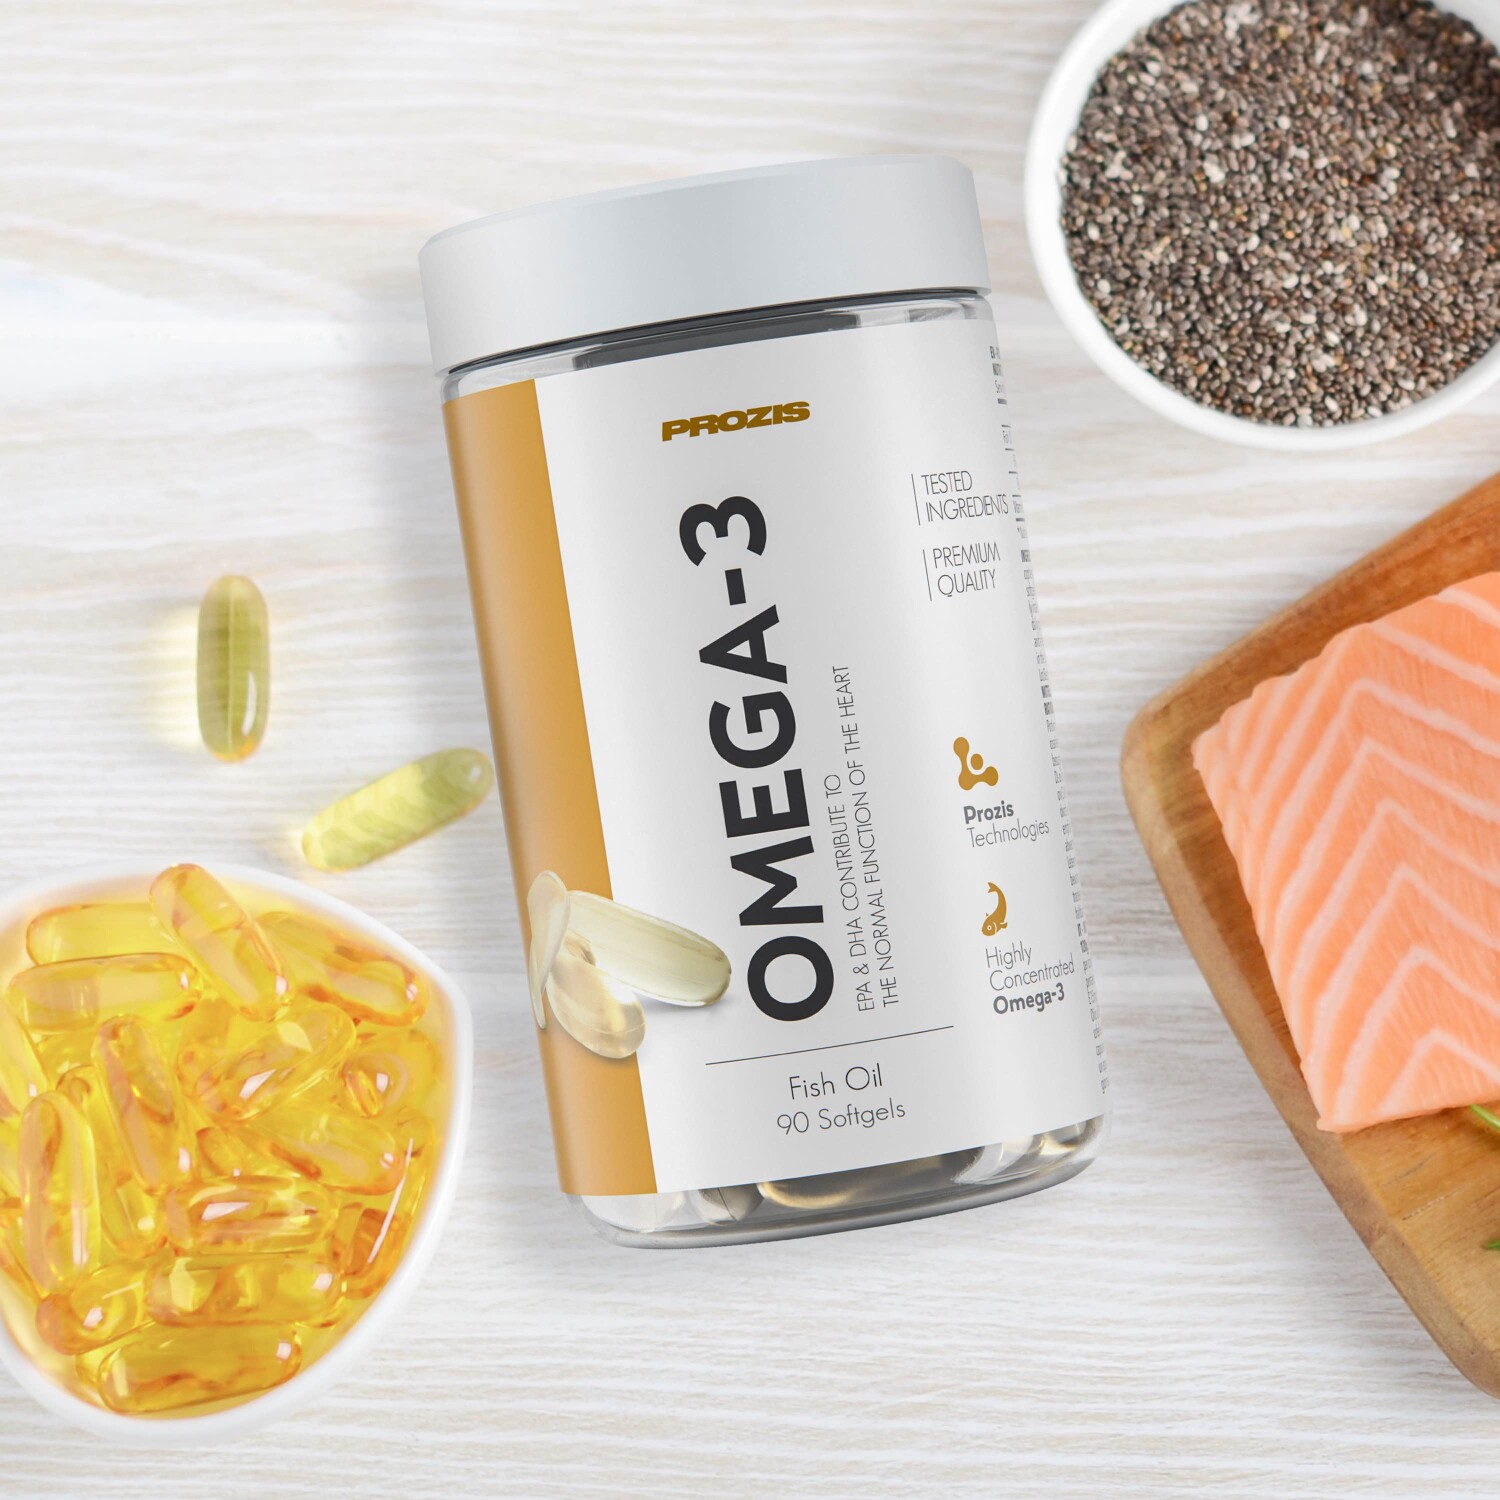 PROZIS
OMEGA-3
EPA & DHA CONTRIBUTE TO
THE NORMAL FUNCTION OF THE HEART
TESTED
INGREDIENTS
PREMIUM
QUALITY
Prozis
Technologies
Highly
Concentrated
Omega-3
Fish Oil
90 Softgels